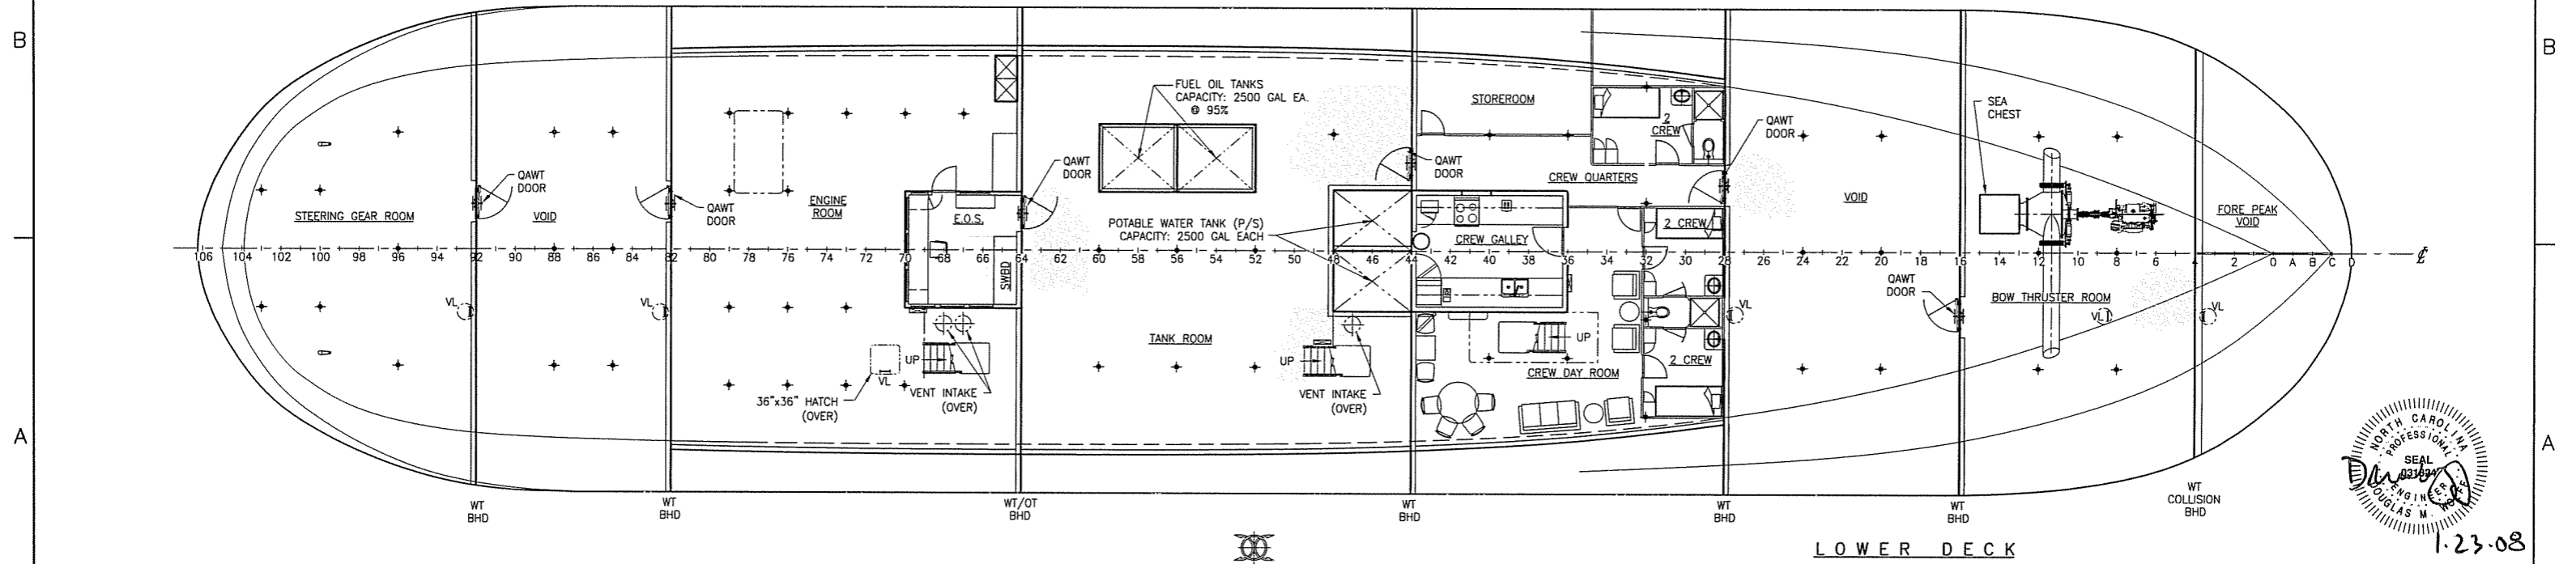 B
B
FUEL OIL TANKS
CAPACITY: 2500 GAL EA.
@ 95%
STOREROOM
2
CREW
QAWT
DOOR
SEA
CHEST
QAWT
DOOR
QAWT
DOOR
QAWT
DOOR
CREW QUARTERS
VOID
QAWT
DOOR
STEERING GEAR ROOM
VOID
ENGINE
ROOM
E.O.S.
POTABLE WATER TANK (P/S)
CAPACITY: 2500 GAL EACH
CREW GALLEY
2 CREW
FORE PEAK
VOID
106 104 102 100 98 96 94 92 90 88 86 84 82 80 78 76 74 72 70 68 66 64 62 60 58 56 54 52 50 48 46 44 42 40 38 36 34 32 30 28 26 24 22 20 18 16 14 12 10 8 6 4 2 0 A B C D
SWBD
QAWT
DOOR
BOW THRUSTER ROOM
VL
VL
VL
VL
VL
TANK ROOM
UP
UP
UP
VL
2 CREW
CREW DAY ROOM
36"x36" HATCH
(OVER)
VENT INTAKE
(OVER)
VENT INTAKE
(OVER)
A
A
NORTH CAROLINA
PROFESSIONAL
SEAL
ENGINEER
DOUGLAS M. WOLFF
WT
BHD
WT
BHD
WT/OT
BHD
WT
BHD
WT
BHD
WT
BHD
WT
COLLISION
BHD
LOWER DECK
1.23.08